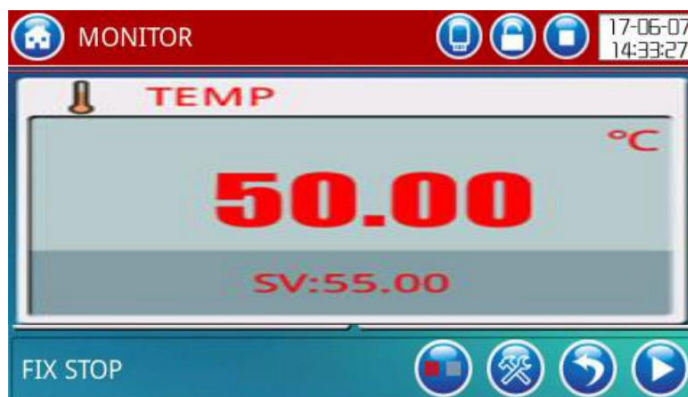 MONITOR
17-06-07
14:33:27
TEMP
°C
50.00
SV:55.00
FIX STOP